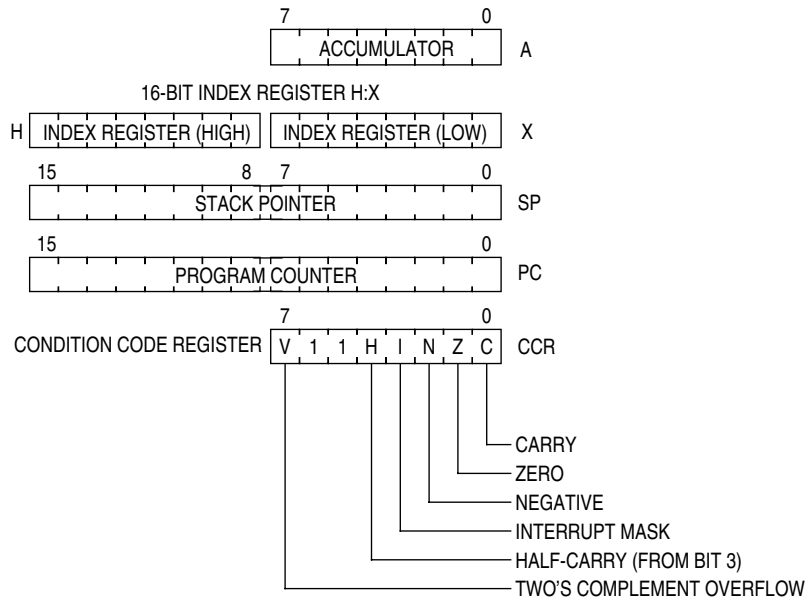 7 0
ACCUMULATOR A
16-BIT INDEX REGISTER H:X
H INDEX REGISTER (HIGH) INDEX REGISTER (LOW) X
15 8 7 0
STACK POINTER SP
15 0
PROGRAM COUNTER PC
7 0
CONDITION CODE REGISTER V 1 1 H I N Z C CCR
CARRY
ZERO
NEGATIVE
INTERRUPT MASK
HALF-CARRY (FROM BIT 3)
TWO'S COMPLEMENT OVERFLOW